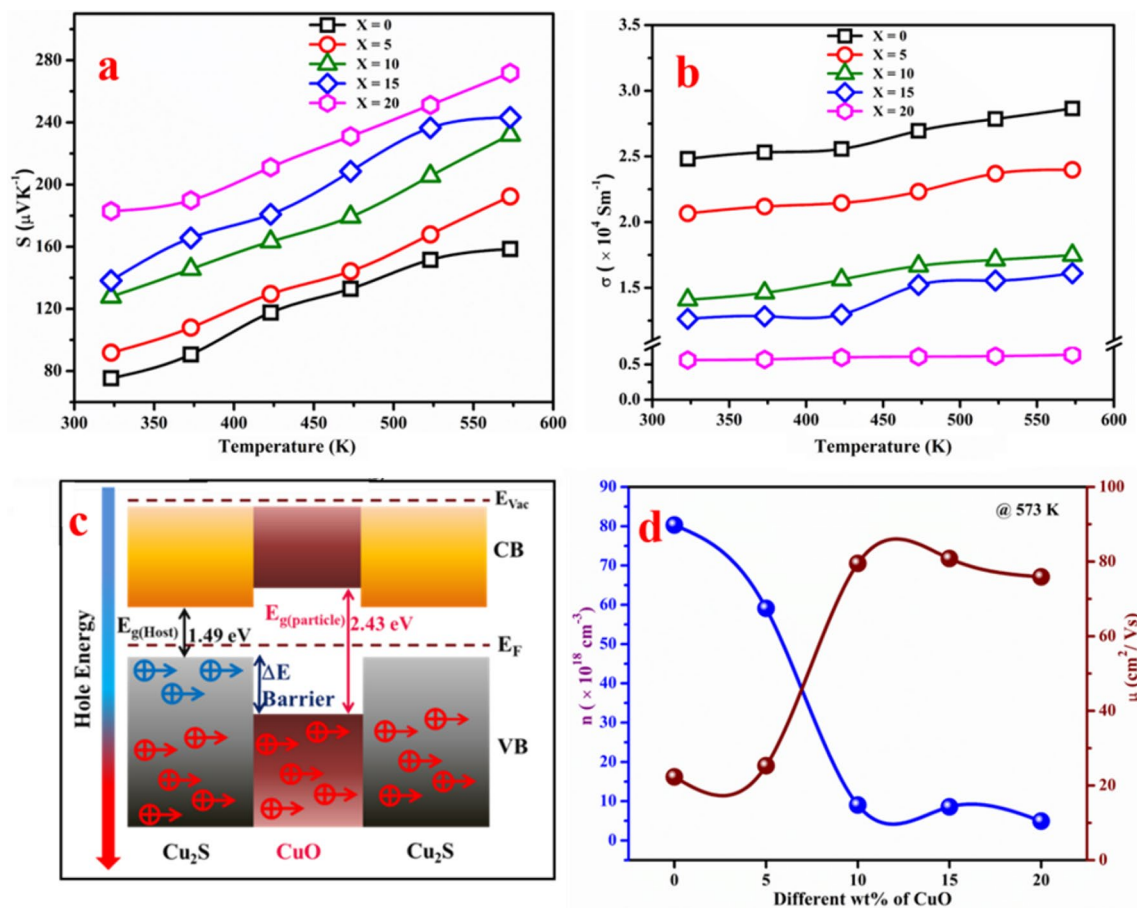 a
X = 0
X = 5
X = 10
X = 15
X = 20
280
240
200
160
120
80
S (μVK⁻¹)
300 350 400 450 500 550 600
Temperature (K)
b
X = 0
X = 5
X = 10
X = 15
X = 20
3.5
3.0
2.5
2.0
1.5
0.5
0.0
σ ( × 10⁴ Sm⁻¹)
300 350 400 450 500 550 600
Temperature (K)
c
E_Vac
CB
E_g(Host) 1.49 eV
E_g(particle) 2.43 eV
E_F
ΔE
Barrier
VB
Hole Energy
Cu₂S CuO Cu₂S
d
@ 573 K
90
80
70
60
50
40
30
20
10
0
n ( × 10¹⁸ cm⁻³)
100
80
60
40
20
0
μ (cm²/ Vs)
0 5 10 15 20
Different wt% of CuO